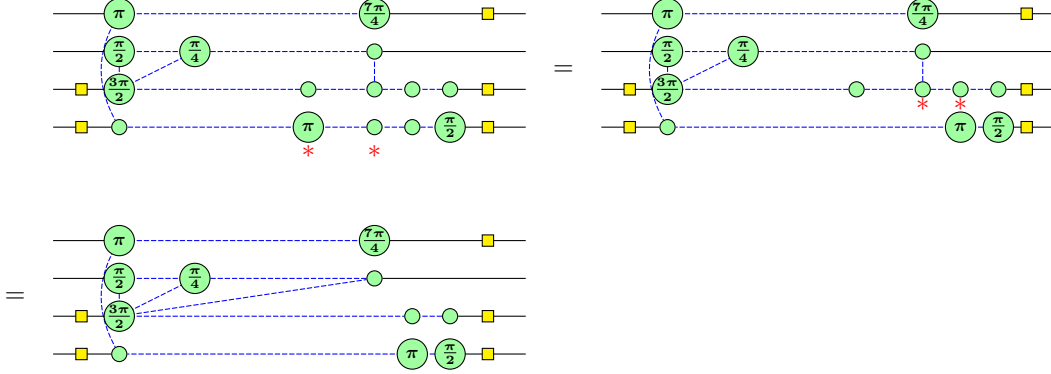 π 7π/4 π 7π/4
π/2 π/4 = π/2 π/4
3π/2 3π/2
* *
π π/2 π π/2
* *
π 7π/4
π/2 π/4
= 3π/2
π π/2